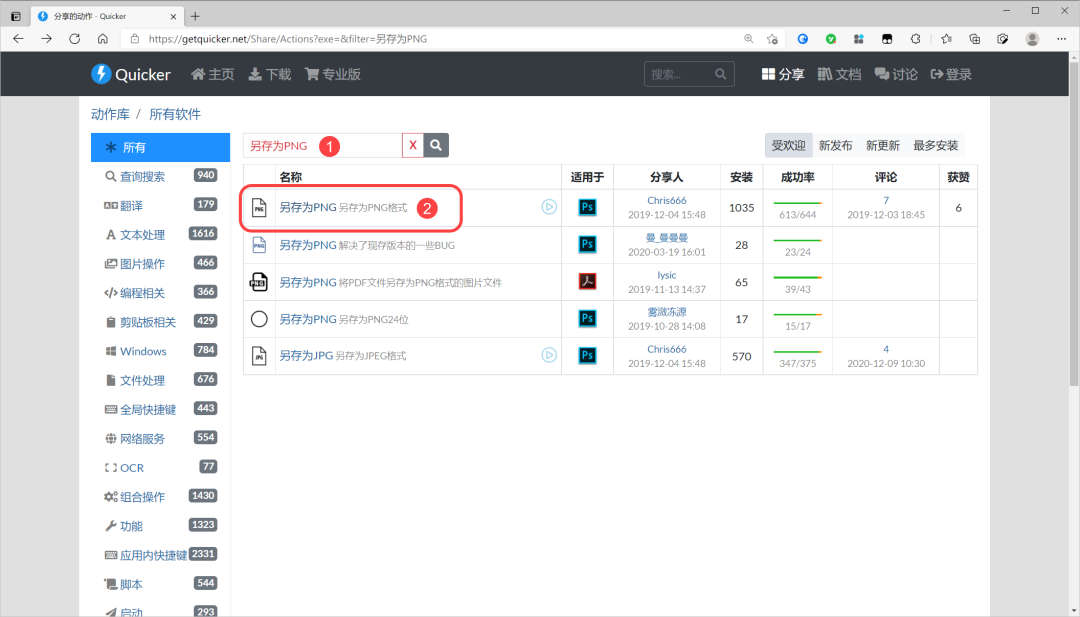 分享的动作 - Quicker
https://getquicker.net/Share/Actions?exe=&filter=另存为PNG
Quicker 主页 下载 专业版 搜索... 分享 文档 讨论 登录
动作库 / 所有软件
所有
查询搜索 940
翻译 179
文本处理 1616
图片操作 466
编程相关 366
剪贴板相关 429
Windows 784
文件处理 676
全局快捷键 443
网络服务 554
OCR 77
组合操作 1430
功能 1323
应用内快捷键 2331
脚本 544
启动 293
另存为PNG 1 X
受欢迎 新发布 新更新 最多安装
名称 适用于 分享人 安装 成功率 评论 获赞
另存为PNG 另存为PNG格式 2 Ps Chris666 2019-12-04 15:48 1035 613/644 7 2019-12-03 18:45 6
另存为PNG 解决了现存版本的一些BUG Ps 曼_曼曼曼 2020-03-19 16:01 28 23/24
另存为PNG 将PDF文件另存为PNG格式的图片文件 lysic 2019-11-13 14:37 65 39/43
另存为PNG 另存为PNG24位 Ps 2019-10-28 14:08 17 15/17
另存为JPG 另存为JPEG格式 Ps Chris666 2019-12-04 15:48 570 347/375 4 2020-12-09 10:30